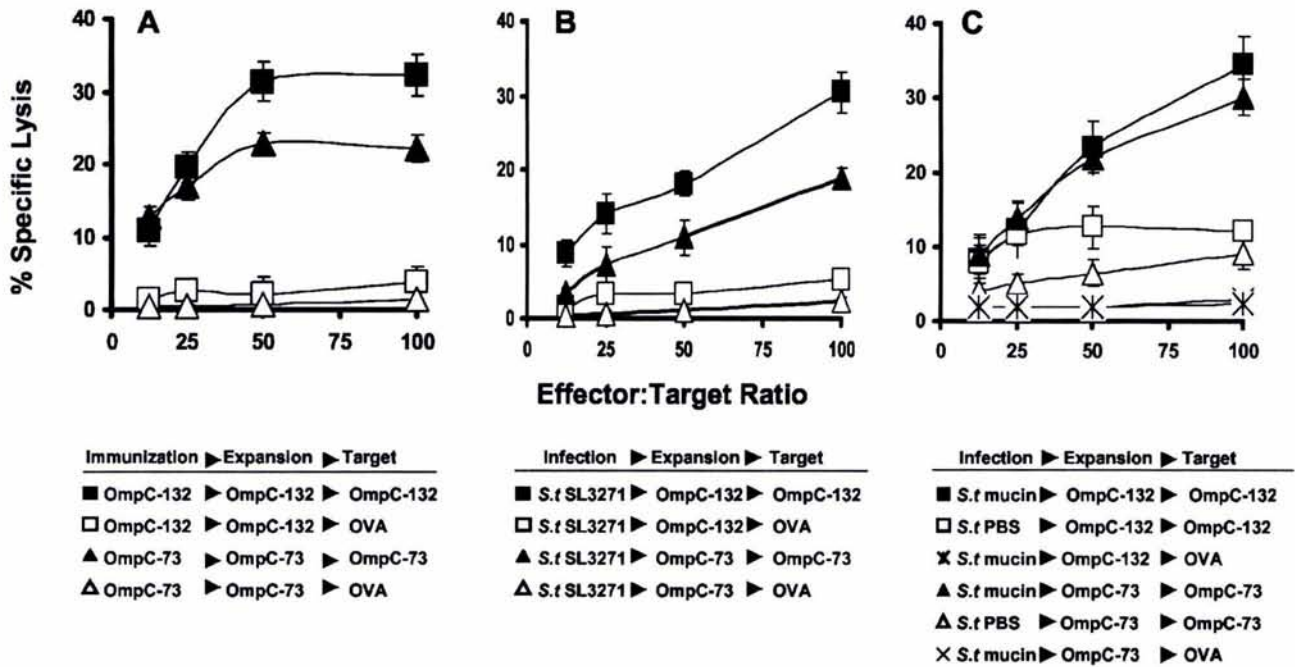 A
B
C
% Specific Lysis
40
30
20
10
0
0 25 50 75 100
40
30
20
10
0
0 25 50 75 100
40
30
20
10
0
0 25 50 75 100
Effector:Target Ratio
Immunization ▶ Expansion ▶ Target
■ OmpC-132 ▶ OmpC-132 ▶ OmpC-132
□ OmpC-132 ▶ OmpC-132 ▶ OVA
▲ OmpC-73 ▶ OmpC-73 ▶ OmpC-73
△ OmpC-73 ▶ OmpC-73 ▶ OVA
Infection ▶ Expansion ▶ Target
■ S.t SL3271 ▶ OmpC-132 ▶ OmpC-132
□ S.t SL3271 ▶ OmpC-132 ▶ OVA
▲ S.t SL3271 ▶ OmpC-73 ▶ OmpC-73
△ S.t SL3271 ▶ OmpC-73 ▶ OVA
Infection ▶ Expansion ▶ Target
■ S.t mucin ▶ OmpC-132 ▶ OmpC-132
□ S.t PBS ▶ OmpC-132 ▶ OmpC-132
ж S.t mucin ▶ OmpC-132 ▶ OVA
▲ S.t mucin ▶ OmpC-73 ▶ OmpC-73
△ S.t PBS ▶ OmpC-73 ▶ OmpC-73
× S.t mucin ▶ OmpC-73 ▶ OVA